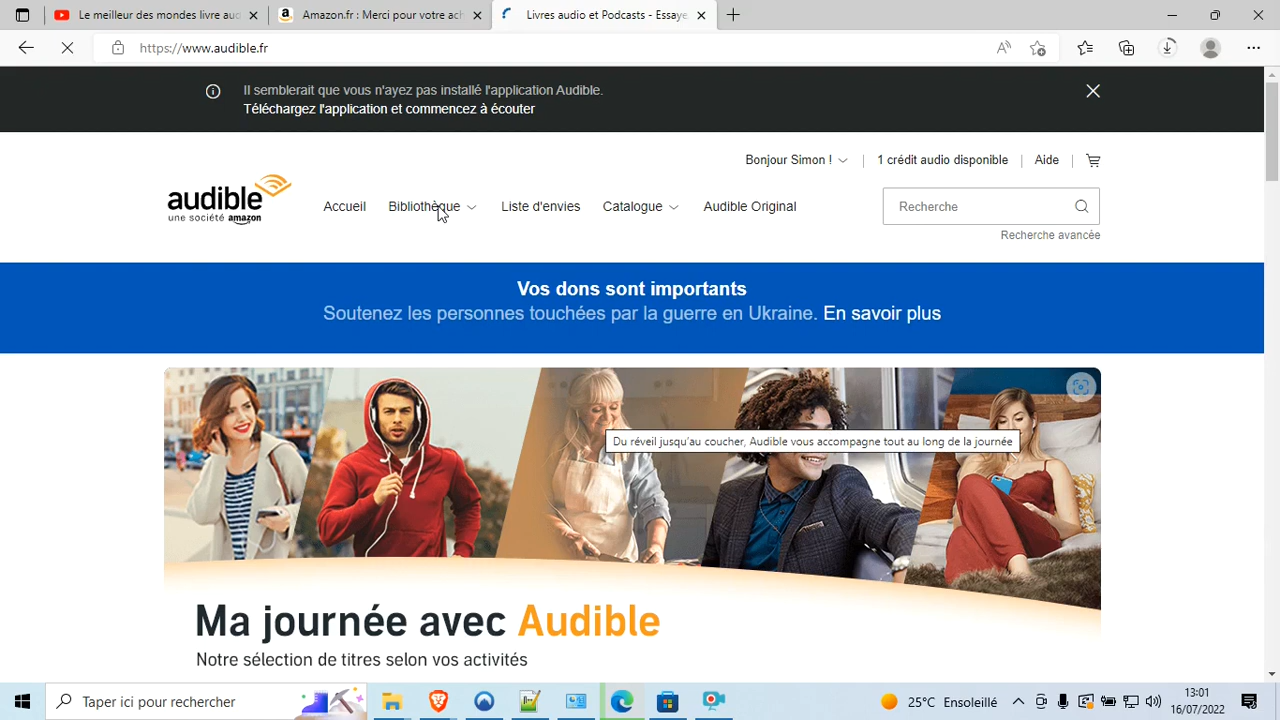 Le meilleur des mondes d'Al
Amazon.fr : Merci pour votre ach
Livres audio et Podcasts - Essaye
https://www.audible.fr
Il semblerait que vous n'ayez pas installé l'application Audible.
Téléchargez l'application et commencez à écouter
Bonjour Simon !
1 crédit audio disponible
Aide
audible
une société amazon
Accueil
Bibliothèque
Liste d'envies
Catalogue
Audible Original
Recherche
Recherche avancée
Vos dons sont importants
Soutenez les personnes touchées par la guerre en Ukraine. En savoir plus
Du réveil jusqu'au coucher, Audible vous accompagne tout au long de la journée
Ma journée avec Audible
Notre sélection de titres selon vos activités
Taper ici pour rechercher
25°C Ensoleillé
13:01
16/07/2022